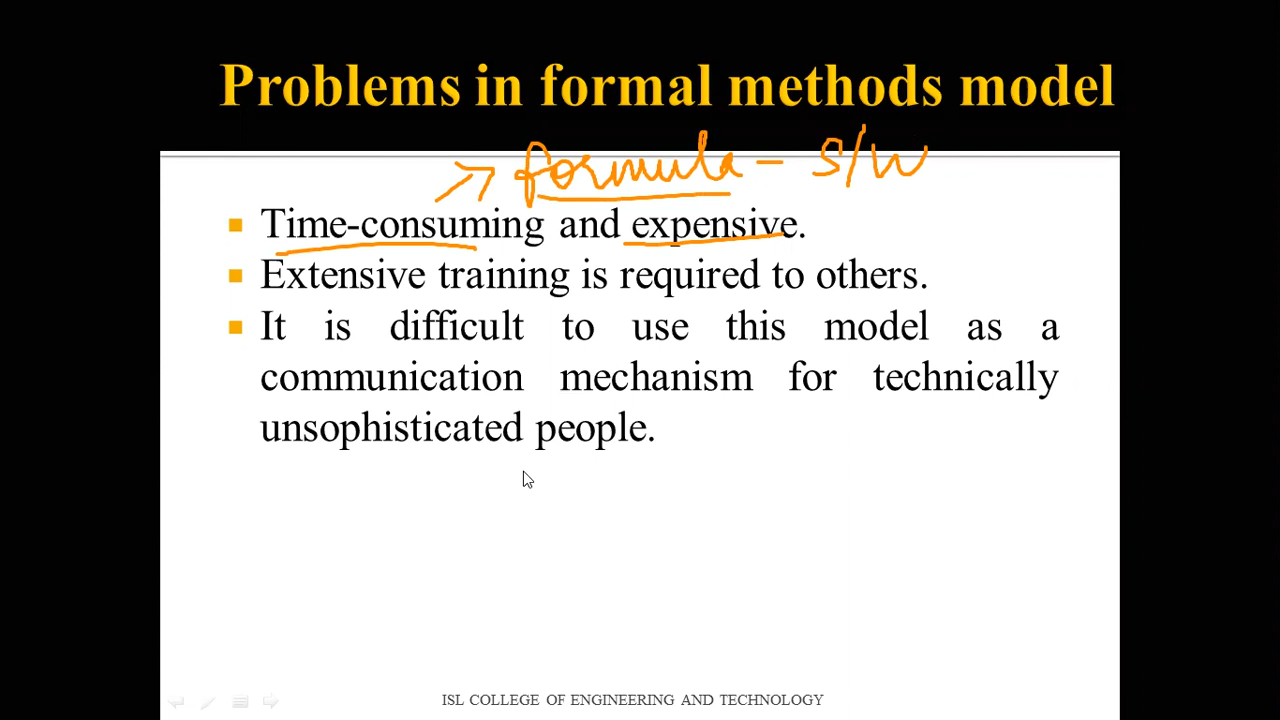 Problems in formal methods model
formula - S/W
Time-consuming and expensive.
Extensive training is required to others.
It is difficult to use this model as a
communication mechanism for technically
unsophisticated people.
ISL COLLEGE OF ENGINEERING AND TECHNOLOGY